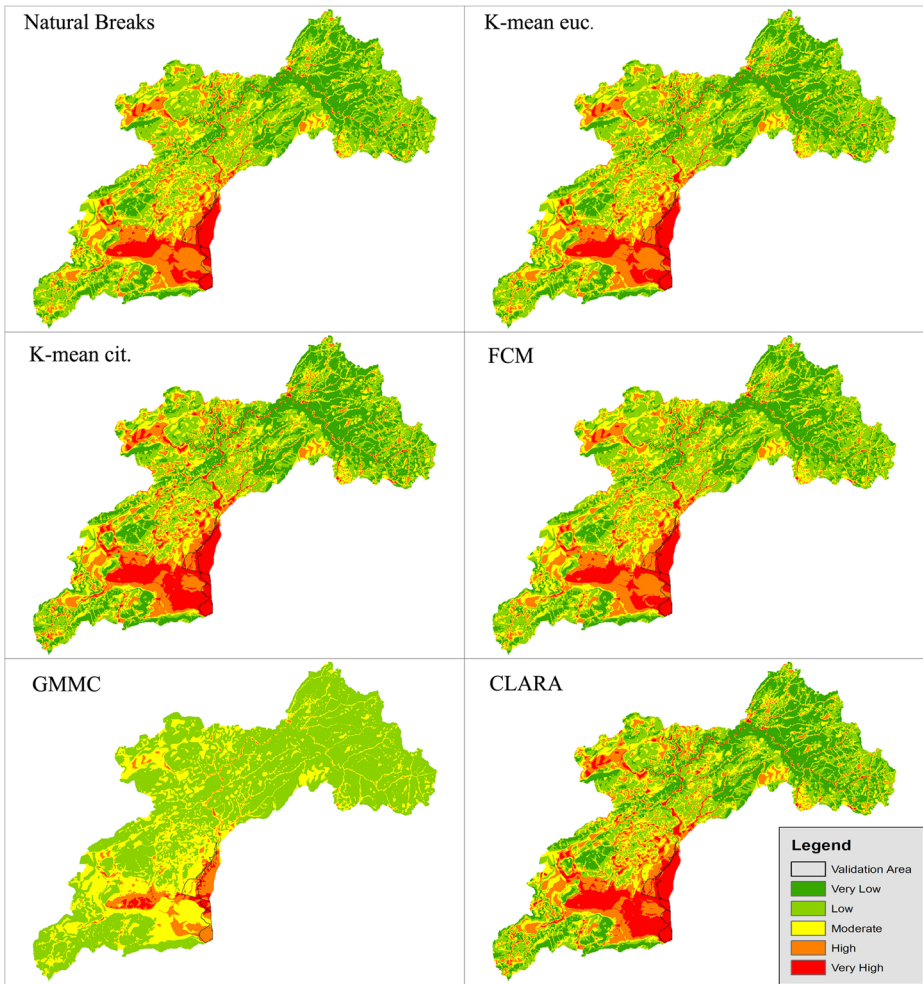 Natural Breaks
K-mean euc.
K-mean cit.
FCM
GMMC
CLARA
Legend
Validation Area
Very Low
Low
Moderate
High
Very High